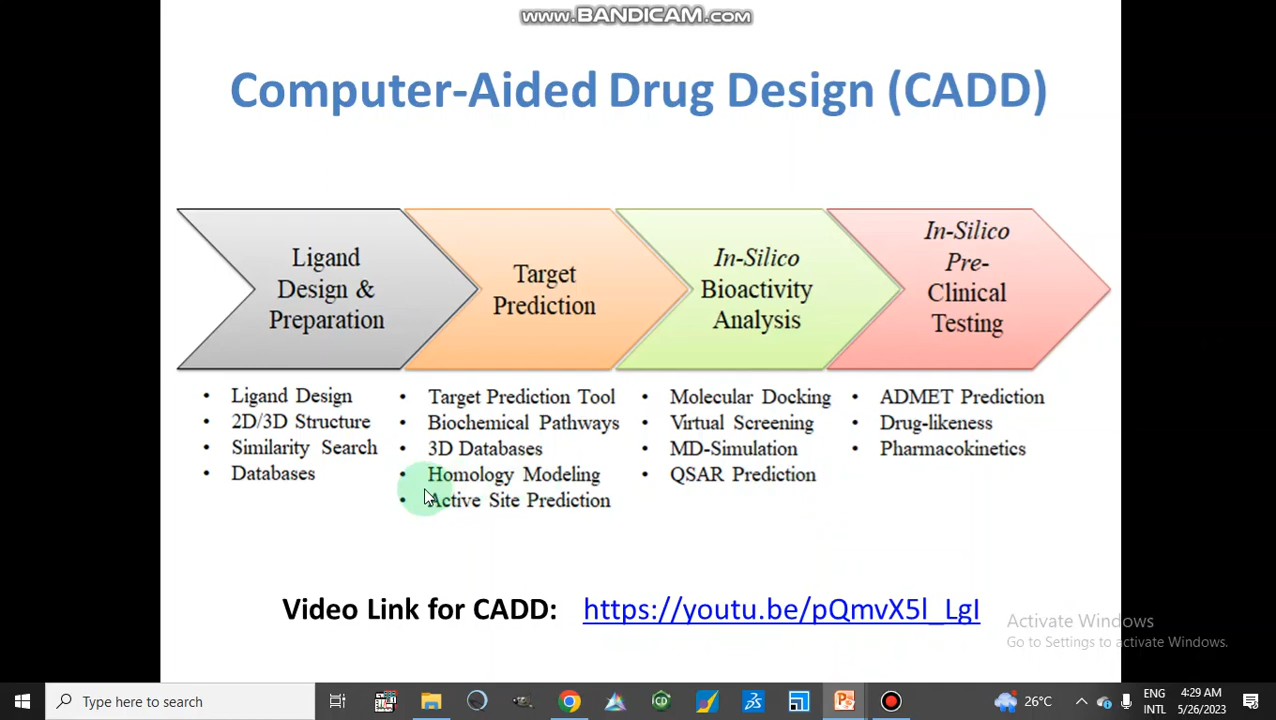 www.BANDICAM.com
Computer-Aided Drug Design (CADD)
Ligand
Design &
Preparation
Target
Prediction
In-Silico
Bioactivity
Analysis
In-Silico
Pre-
Clinical
Testing
• Ligand Design
• 2D/3D Structure
• Similarity Search
• Databases
• Target Prediction Tool
• Biochemical Pathways
• 3D Databases
• Homology Modeling
• Active Site Prediction
• Molecular Docking
• Virtual Screening
• MD-Simulation
• QSAR Prediction
• ADMET Prediction
• Drug-likeness
• Pharmacokinetics
Video Link for CADD: https://youtu.be/pQmvX5l_LgI
Activate Windows
Go to Settings to activate Windows.
Type here to search
26°C
ENG
INTL
4:29 AM
5/26/2023